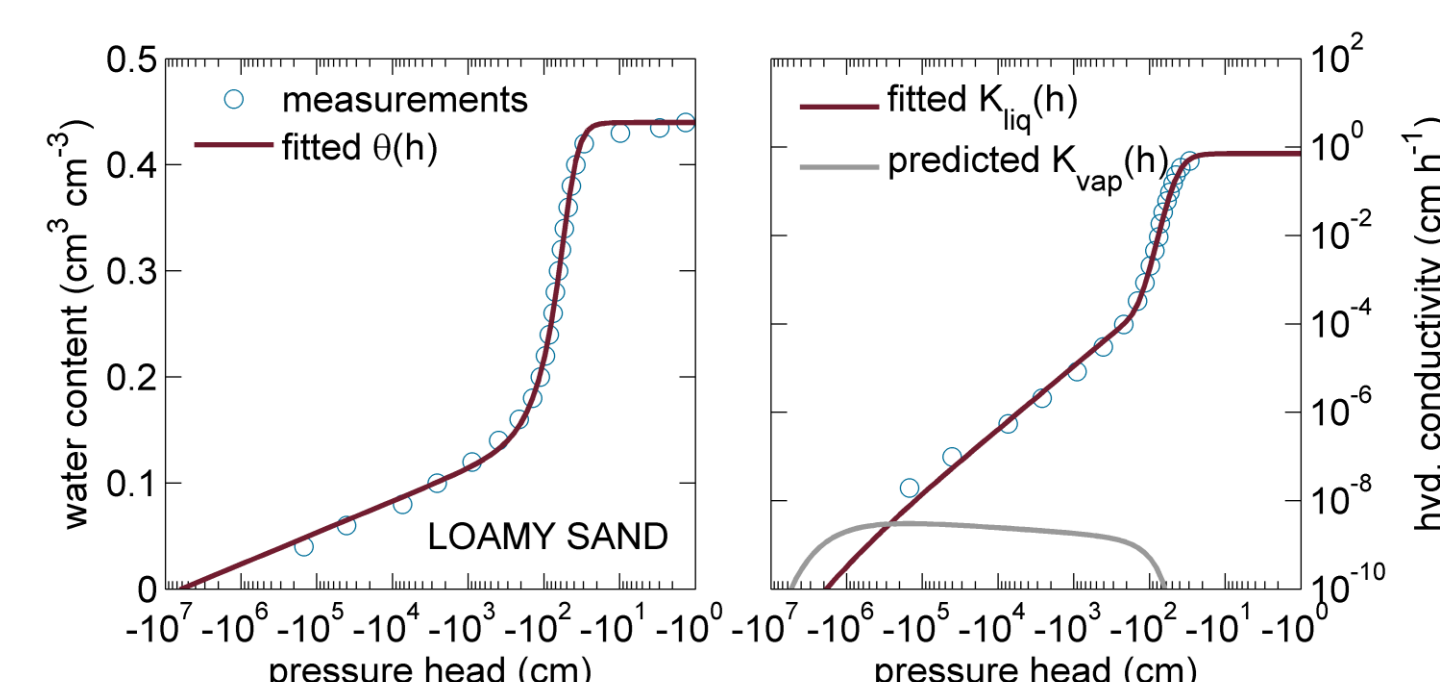 0.5
0.4
0.3
0.2
0.1
0
water content (cm³ cm⁻³)
measurements
fitted θ(h)
LOAMY SAND
-10⁷ -10⁶ -10⁵ -10⁴ -10³ -10² -10¹ -10⁰
pressure head (cm)
fitted K_liq(h)
predicted K_vap(h)
10²
10⁰
10⁻²
10⁻⁴
10⁻⁶
10⁻⁸
10⁻¹⁰
hyd. conductivity (cm h⁻¹)
-10⁷ -10⁶ -10⁵ -10⁴ -10³ -10² -10¹ -10⁰
pressure head (cm)